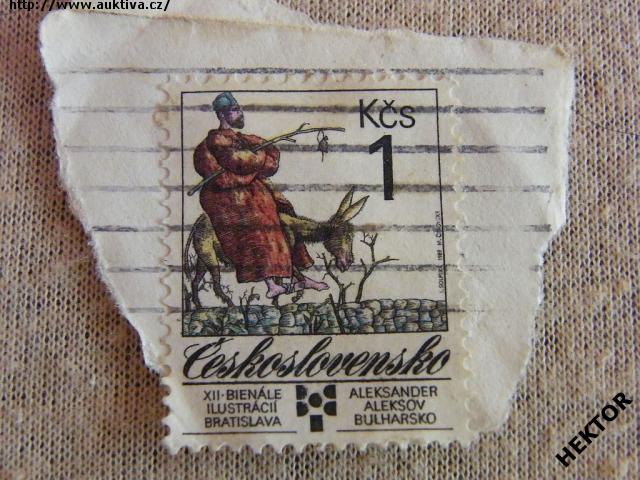 http://www.auktiva.cz/
Kčs
1
Československo
XII·BIENÁLE
ILUSTRÁCIÍ
BRATISLAVA
ALEKSANDER
ALEKSOV
BULHARSKO
HEKTOR